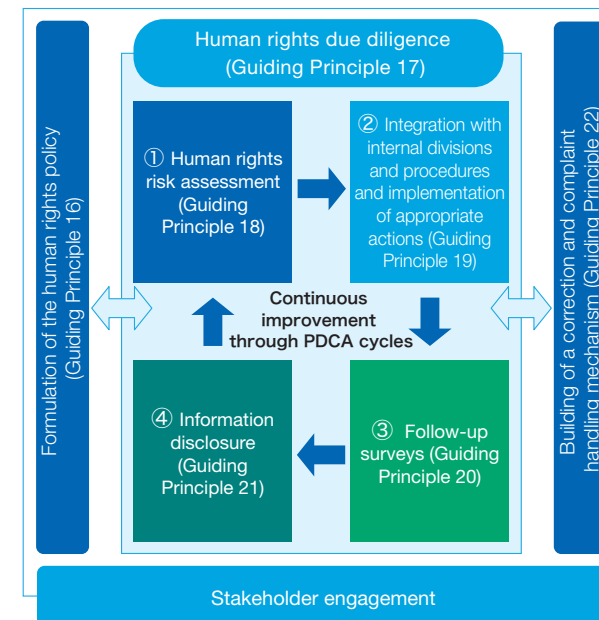 Human rights due diligence
(Guiding Principle 17)
Formulation of the human rights policy
(Guiding Principle 16)
① Human rights
risk assessment
(Guiding
Principle 18)
② Integration with
internal divisions
and procedures
and implementation
of appropriate
actions (Guiding
Principle 19)
Continuous
improvement
through PDCA cycles
④ Information
disclosure
(Guiding
Principle 21)
③ Follow-up
surveys (Guiding
Principle 20)
Building of a correction and complaint
handling mechanism (Guiding Principle 22)
Stakeholder engagement